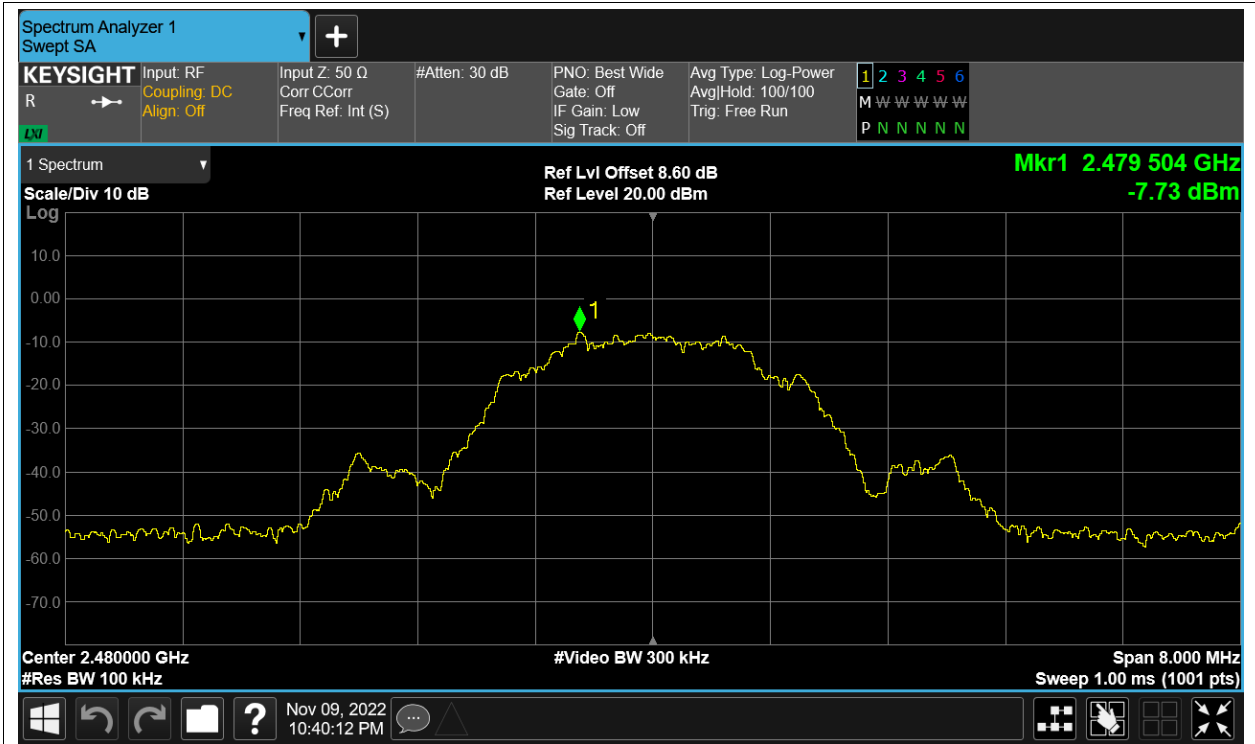 Spectrum Analyzer 1
Swept SA
+
KEYSIGHT
R
LXI
Input: RF
Coupling: DC
Align: Off
Input Z: 50 Ω
Corr CCorr
Freq Ref: Int (S)
#Atten: 30 dB
PNO: Best Wide
Gate: Off
IF Gain: Low
Sig Track: Off
Avg Type: Log-Power
Avg|Hold: 100/100
Trig: Free Run
1 2 3 4 5 6
M W W W W W W
P N N N N N
1 Spectrum
Scale/Div 10 dB
Log
Ref Lvl Offset 8.60 dB
Ref Level 20.00 dBm
Mkr1 2.479 504 GHz
-7.73 dBm
10.0
0.00
-10.0
-20.0
-30.0
-40.0
-50.0
-60.0
-70.0
1
Center 2.480000 GHz
#Res BW 100 kHz
#Video BW 300 kHz
Span 8.000 MHz
Sweep 1.00 ms (1001 pts)
?
Nov 09, 2022
10:40:12 PM